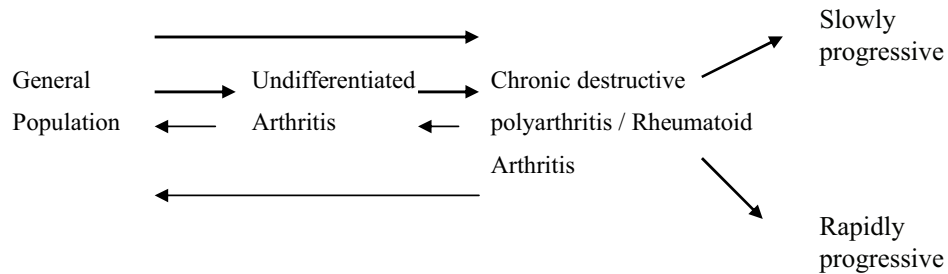 General
Population
Undifferentiated
Arthritis
Chronic destructive
polyarthritis / Rheumatoid
Arthritis
Slowly
progressive
Rapidly
progressive